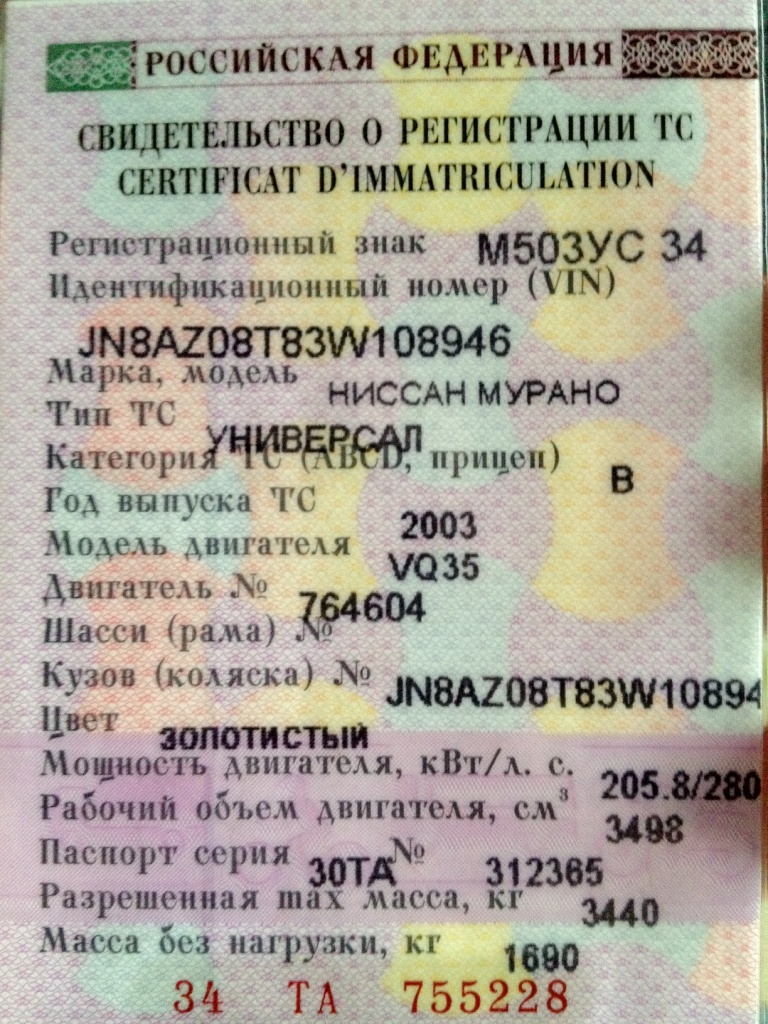 РОССИЙСКАЯ ФЕДЕРАЦИЯ
СВИДЕТЕЛЬСТВО О РЕГИСТРАЦИИ ТС
CERTIFICAT D'IMMATRICULATION
Регистрационный знак М503УС 34
Идентификационный номер (VIN)
JN8AZ08T83W108946
Марка, модель НИССАН МУРАНО
Тип ТС УНИВЕРСАЛ
Категория ТС (ABCD, прицеп) B
Год выпуска ТС 2003
Модель двигателя VQ35
Двигатель № 764604
Шасси (рама) №
Кузов (коляска) № JN8AZ08T83W10894
Цвет ЗОЛОТИСТЫЙ
Мощность двигателя, кВт/л. с. 205.8/280
Рабочий объем двигателя, см³ 3498
Паспорт серия 30ТА № 312365
Разрешенная max масса, кг 3440
Масса без нагрузки, кг 1690
34 ТА 755228